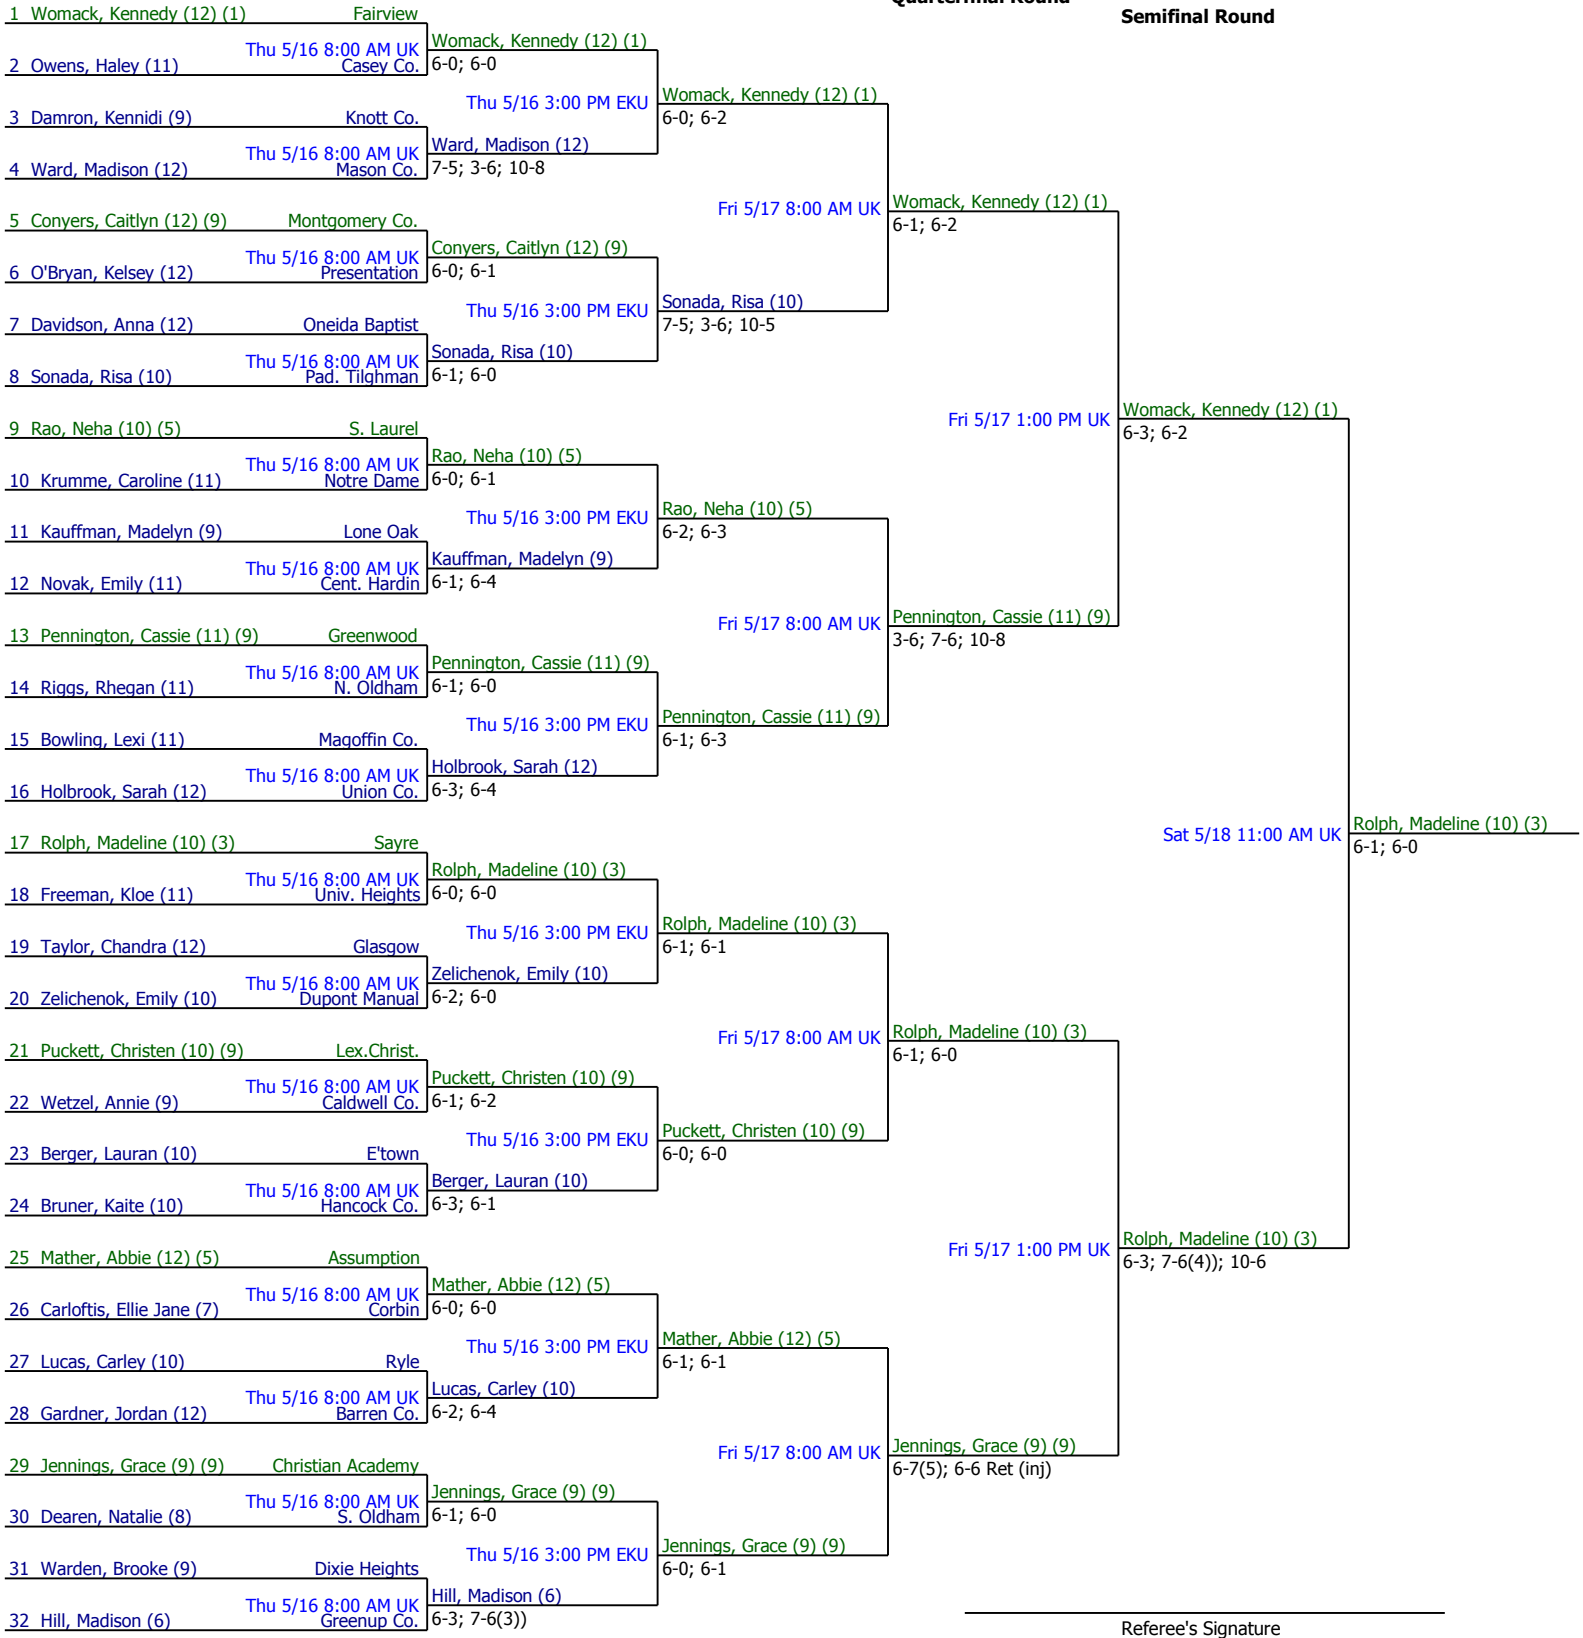 Quarterfinal Round
Semifinal Round
1 Womack, Kennedy (12) (1) Fairview
Thu 5/16 8:00 AM UK
2 Owens, Haley (11) Casey Co.
Womack, Kennedy (12) (1)
6-0; 6-0
3 Damron, Kennidi (9) Knott Co.
Thu 5/16 8:00 AM UK
4 Ward, Madison (12) Mason Co.
Ward, Madison (12)
7-5; 3-6; 10-8
Thu 5/16 3:00 PM EKU
Womack, Kennedy (12) (1)
6-0; 6-2
5 Conyers, Caitlyn (12) (9) Montgomery Co.
Thu 5/16 8:00 AM UK
6 O'Bryan, Kelsey (12) Presentation
Conyers, Caitlyn (12) (9)
6-0; 6-1
7 Davidson, Anna (12) Oneida Baptist
Thu 5/16 8:00 AM UK
8 Sonada, Risa (10) Pad. Tilghman
Sonada, Risa (10)
6-1; 6-0
Thu 5/16 3:00 PM EKU
Sonada, Risa (10)
7-5; 3-6; 10-5
Fri 5/17 8:00 AM UK
Womack, Kennedy (12) (1)
6-1; 6-2
9 Rao, Neha (10) (5) S. Laurel
Thu 5/16 8:00 AM UK
10 Krumme, Caroline (11) Notre Dame
Rao, Neha (10) (5)
6-0; 6-1
11 Kauffman, Madelyn (9) Lone Oak
Thu 5/16 8:00 AM UK
12 Novak, Emily (11) Cent. Hardin
Kauffman, Madelyn (9)
6-1; 6-4
Thu 5/16 3:00 PM EKU
Rao, Neha (10) (5)
6-2; 6-3
13 Pennington, Cassie (11) (9) Greenwood
Thu 5/16 8:00 AM UK
14 Riggs, Rhegan (11) N. Oldham
Pennington, Cassie (11) (9)
6-1; 6-0
15 Bowling, Lexi (11) Magoffin Co.
Thu 5/16 8:00 AM UK
16 Holbrook, Sarah (12) Union Co.
Holbrook, Sarah (12)
6-3; 6-4
Thu 5/16 3:00 PM EKU
Pennington, Cassie (11) (9)
6-1; 6-3
Fri 5/17 8:00 AM UK
Pennington, Cassie (11) (9)
3-6; 7-6; 10-8
Fri 5/17 1:00 PM UK
Womack, Kennedy (12) (1)
6-3; 6-2
17 Rolph, Madeline (10) (3) Sayre
Thu 5/16 8:00 AM UK
18 Freeman, Kloe (11) Univ. Heights
Rolph, Madeline (10) (3)
6-0; 6-0
19 Taylor, Chandra (12) Glasgow
Thu 5/16 8:00 AM UK
20 Zelichenok, Emily (10) Dupont Manual
Zelichenok, Emily (10)
6-2; 6-0
Thu 5/16 3:00 PM EKU
Rolph, Madeline (10) (3)
6-1; 6-1
21 Puckett, Christen (10) (9) Lex.Christ.
Thu 5/16 8:00 AM UK
22 Wetzel, Annie (9) Caldwell Co.
Puckett, Christen (10) (9)
6-1; 6-2
23 Berger, Lauran (10) E'town
Thu 5/16 8:00 AM UK
24 Bruner, Kaite (10) Hancock Co.
Berger, Lauran (10)
6-3; 6-1
Thu 5/16 3:00 PM EKU
Puckett, Christen (10) (9)
6-0; 6-0
Fri 5/17 8:00 AM UK
Rolph, Madeline (10) (3)
6-1; 6-0
25 Mather, Abbie (12) (5) Assumption
Thu 5/16 8:00 AM UK
26 Carloftis, Ellie Jane (7) Corbin
Mather, Abbie (12) (5)
6-0; 6-0
27 Lucas, Carley (10) Ryle
Thu 5/16 8:00 AM UK
28 Gardner, Jordan (12) Barren Co.
Lucas, Carley (10)
6-2; 6-4
Thu 5/16 3:00 PM EKU
Mather, Abbie (12) (5)
6-1; 6-1
29 Jennings, Grace (9) (9) Christian Academy
Thu 5/16 8:00 AM UK
30 Dearen, Natalie (8) S. Oldham
Jennings, Grace (9) (9)
6-1; 6-0
31 Warden, Brooke (9) Dixie Heights
Thu 5/16 8:00 AM UK
32 Hill, Madison (6) Greenup Co.
Hill, Madison (6)
6-3; 7-6(3))
Thu 5/16 3:00 PM EKU
Jennings, Grace (9) (9)
6-0; 6-1
Fri 5/17 8:00 AM UK
Jennings, Grace (9) (9)
6-7(5); 6-6 Ret (inj)
Fri 5/17 1:00 PM UK
Rolph, Madeline (10) (3)
6-3; 7-6(4)); 10-6
Sat 5/18 11:00 AM UK
Rolph, Madeline (10) (3)
6-1; 6-0
Referee's Signature